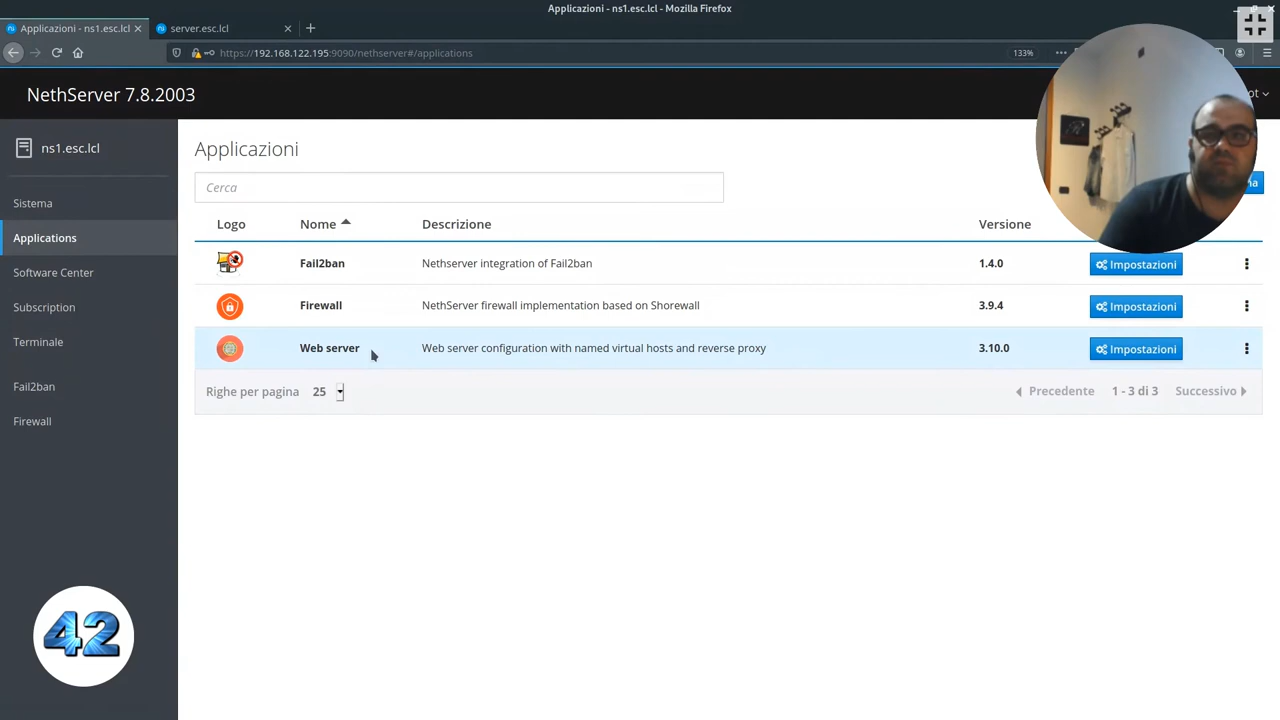 Applicazioni - ns1.esc.lcl - Mozilla Firefox
Applicazioni - ns1.esc.lcl
server.esc.lcl
https://192.168.122.195:9090/nethserver#/applications
133%
NethServer 7.8.2003
ns1.esc.lcl
Sistema
Applications
Software Center
Subscription
Terminale
Fail2ban
Firewall
42
Applicazioni
Cerca
Logo Nome Descrizione Versione
Fail2ban Nethserver integration of Fail2ban 1.4.0 Impostazioni
Firewall NethServer firewall implementation based on Shorewall 3.9.4 Impostazioni
Web server Web server configuration with named virtual hosts and reverse proxy 3.10.0 Impostazioni
Righe per pagina 25 Precedente 1 - 3 di 3 Successivo